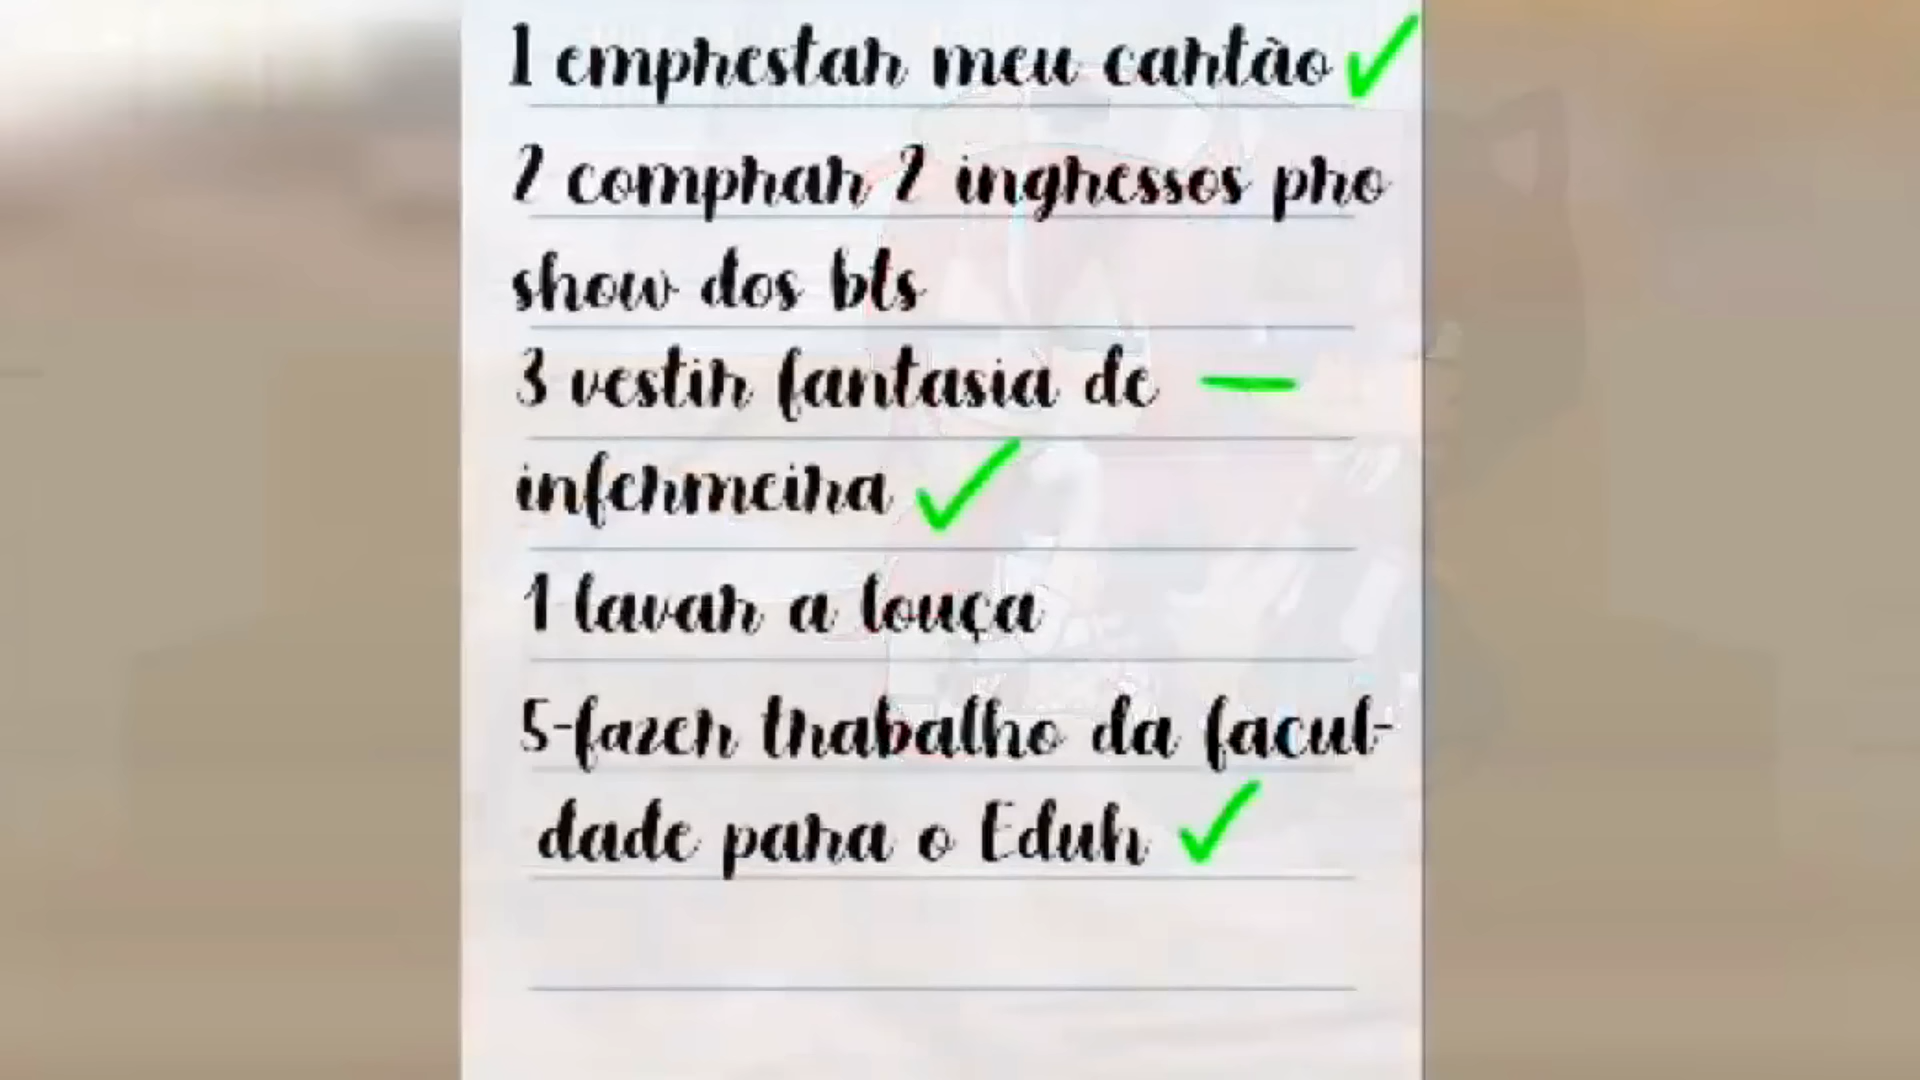 1 emprestar meu cartão
2 comprar 2 ingressos pro
show dos bts
3 vestir fantasia de
infermeira
1 lavar a louça
5-fazer trabalho da facul-
dade para o Eduh